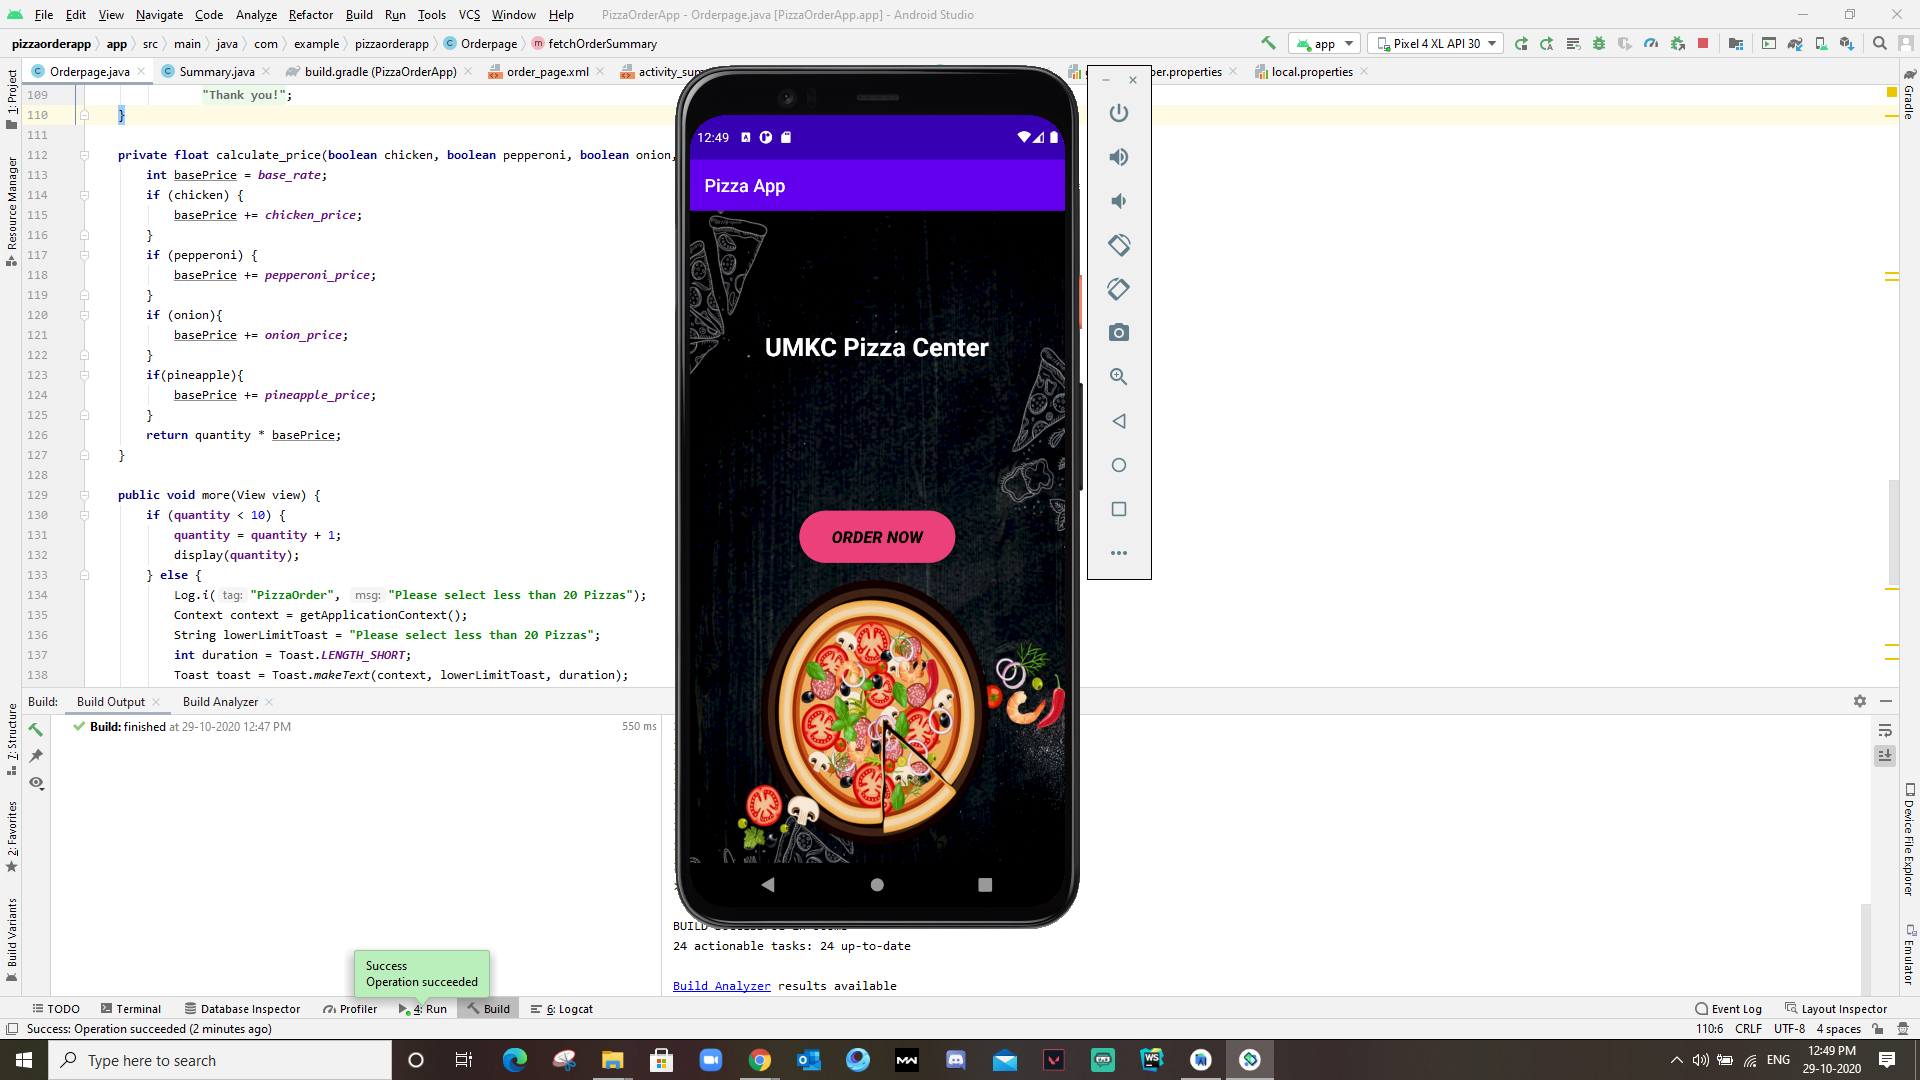 File Edit View Navigate Code Analyze Refactor Build Run Tools VCS Window Help PizzaOrderApp - Orderpage.java [PizzaOrderApp.app] - Android Studio
pizzaorderapp app src main java com example pizzaorderapp Orderpage fetchOrderSummary app Pixel 4 XL API 30
Orderpage.java Summary.java build.gradle (PizzaOrderApp) order_page.xml activity_sum per.properties local.properties
109 "Thank you!";
110 }
111
112 private float calculate_price(boolean chicken, boolean pepperoni, boolean onion,
113 int basePrice = base_rate;
114 if (chicken) {
115 basePrice += chicken_price;
116 }
117 if (pepperoni) {
118 basePrice += pepperoni_price;
119 }
120 if (onion){
121 basePrice += onion_price;
122 }
123 if(pineapple){
124 basePrice += pineapple_price;
125 }
126 return quantity * basePrice;
127 }
128
129 public void more(View view) {
130 if (quantity < 10) {
131 quantity = quantity + 1;
132 display(quantity);
133 } else {
134 Log.i( tag: "PizzaOrder", msg: "Please select less than 20 Pizzas");
135 Context context = getApplicationContext();
136 String lowerLimitToast = "Please select less than 20 Pizzas";
137 int duration = Toast.LENGTH_SHORT;
138 Toast toast = Toast.makeText(context, lowerLimitToast, duration);
12:49
Pizza App
UMKC Pizza Center
ORDER NOW
1: Project
Resource Manager
7: Structure
2: Favorites
Build Variants
Gradle
Device File Explorer
Emulator
Build: Build Output Build Analyzer
Build: finished at 29-10-2020 12:47 PM 550 ms
BUILD
24 actionable tasks: 24 up-to-date
Build Analyzer results available
Success
Operation succeeded
TODO Terminal Database Inspector Profiler 4: Run Build 6: Logcat Event Log Layout Inspector
Success: Operation succeeded (2 minutes ago) 110:6 CRLF UTF-8 4 spaces
Type here to search ENG 12:49 PM
29-10-2020